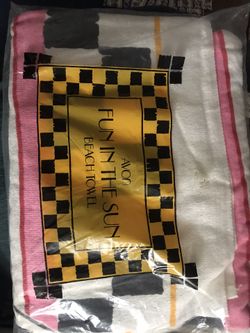 AVON
FUN IN THE SUN
BEACH TOWEL